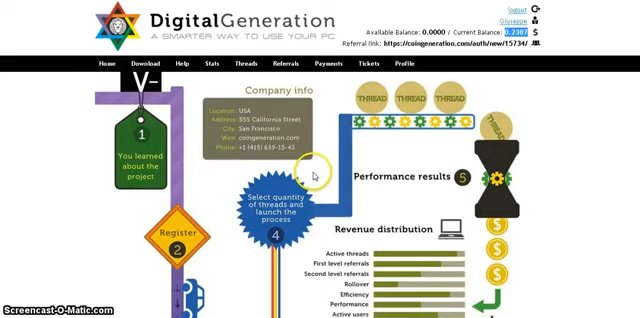 DigitalGeneration
A SMARTER WAY TO USE YOUR PC
logout
Giuseppe
Available Balance: 0.0000 / Current Balance: 0.2387
Referral link: https://coingeneration.com/auth/new/15734/
Home Download Help Stats Threads Referrals Payments Tickets Profile
V-
1
You learned
about the
project
Register
2
Company info
Location: USA
Address: 555 California Street
City: San Francisco
Web: coingeneration.com
Phone: +1 (415) 659-15-43
Select quantity
of threads and
launch the
process
4
THREAD
THREAD
THREAD
THREAD
Performance results 5
Revenue distribution
Active threads
First level referrals
Second level referrals
Rollover
Efficiency
Performance
Active users
$
$
$
Screencast-O-Matic.com